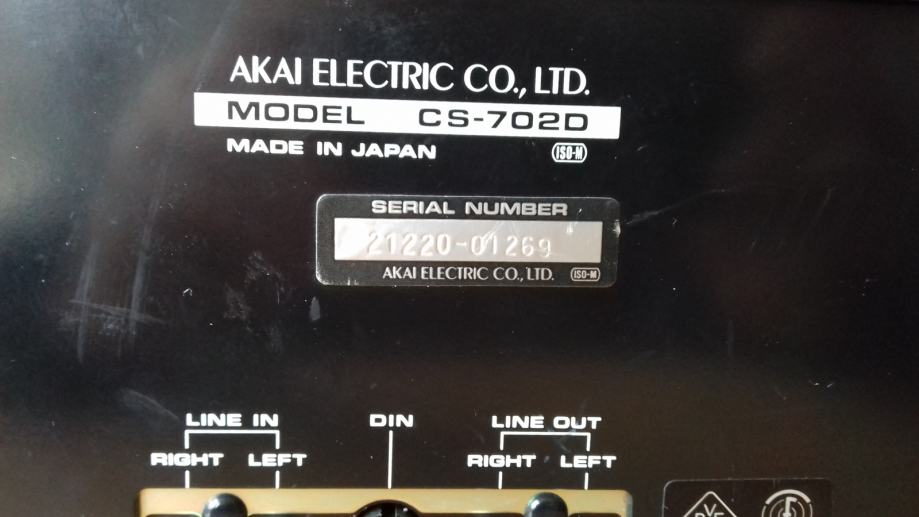 AKAI ELECTRIC CO., LTD.
MODEL CS-702D
MADE IN JAPAN ISO-M
SERIAL NUMBER
21220-01269
AKAI ELECTRIC CO., LTD. ISO-M
LINE IN DIN LINE OUT
RIGHT LEFT RIGHT LEFT